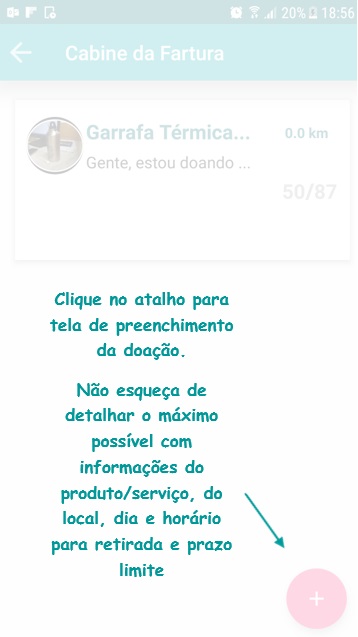 20% 18:56
Cabine da Fartura
Garrafa Térmica... 0.0 km
Gente, estou doando ...
50/87
Clique no atalho para
tela de preenchimento
da doação.
Não esqueça de
detalhar o máximo
possível com
informações do
produto/serviço, do
local, dia e horário
para retirada e prazo
limite